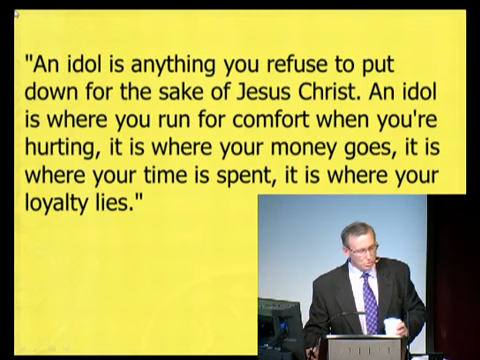 "An idol is anything you refuse to put
down for the sake of Jesus Christ. An idol
is where you run for comfort when you're
hurting, it is where your money goes, it is
where your time is spent, it is where your
loyalty lies."